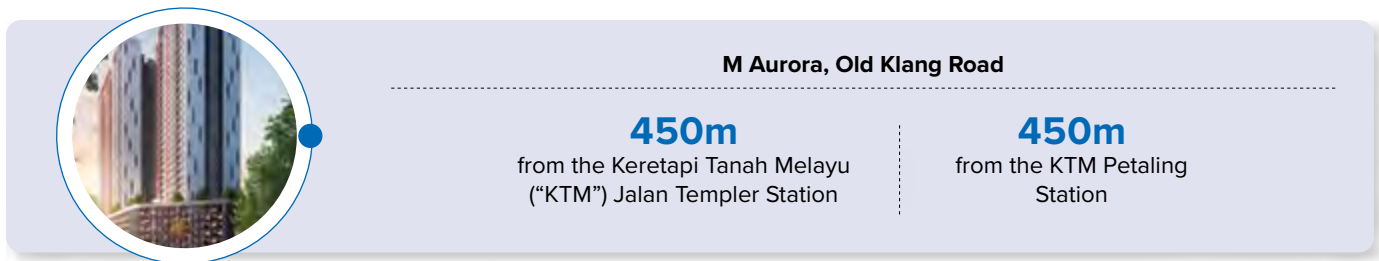 M Aurora, Old Klang Road
450m
from the Keretapi Tanah Melayu
(“KTM”) Jalan Templer Station
450m
from the KTM Petaling
Station